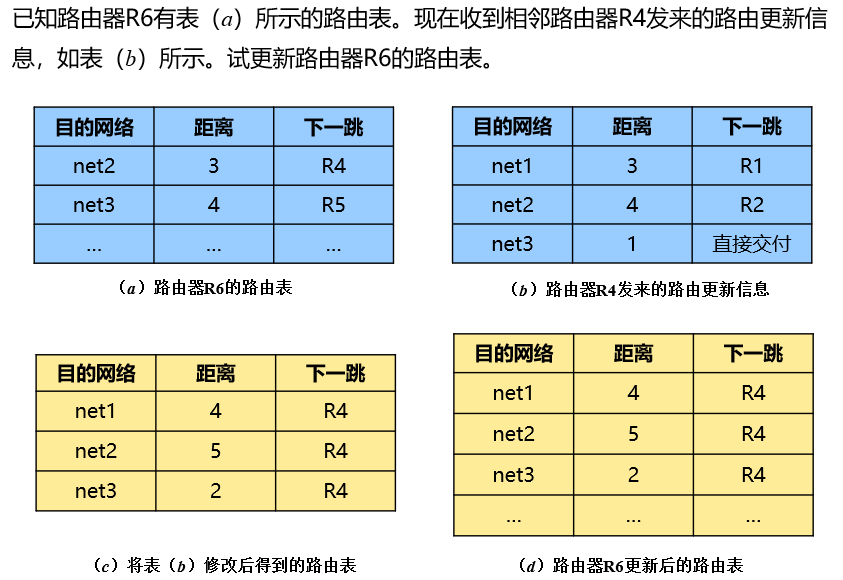 已知路由器R6有表（a）所示的路由表。现在收到相邻路由器R4发来的路由更新信
息，如表（b）所示。试更新路由器R6的路由表。
目的网络 距离 下一跳
net2 3 R4
net3 4 R5
... ... ...
（a）路由器R6的路由表
目的网络 距离 下一跳
net1 3 R1
net2 4 R2
net3 1 直接交付
（b）路由器R4发来的路由更新信息
目的网络 距离 下一跳
net1 4 R4
net2 5 R4
net3 2 R4
（c）将表（b）修改后得到的路由表
目的网络 距离 下一跳
net1 4 R4
net2 5 R4
net3 2 R4
... ... ...
（d）路由器R6更新后的路由表